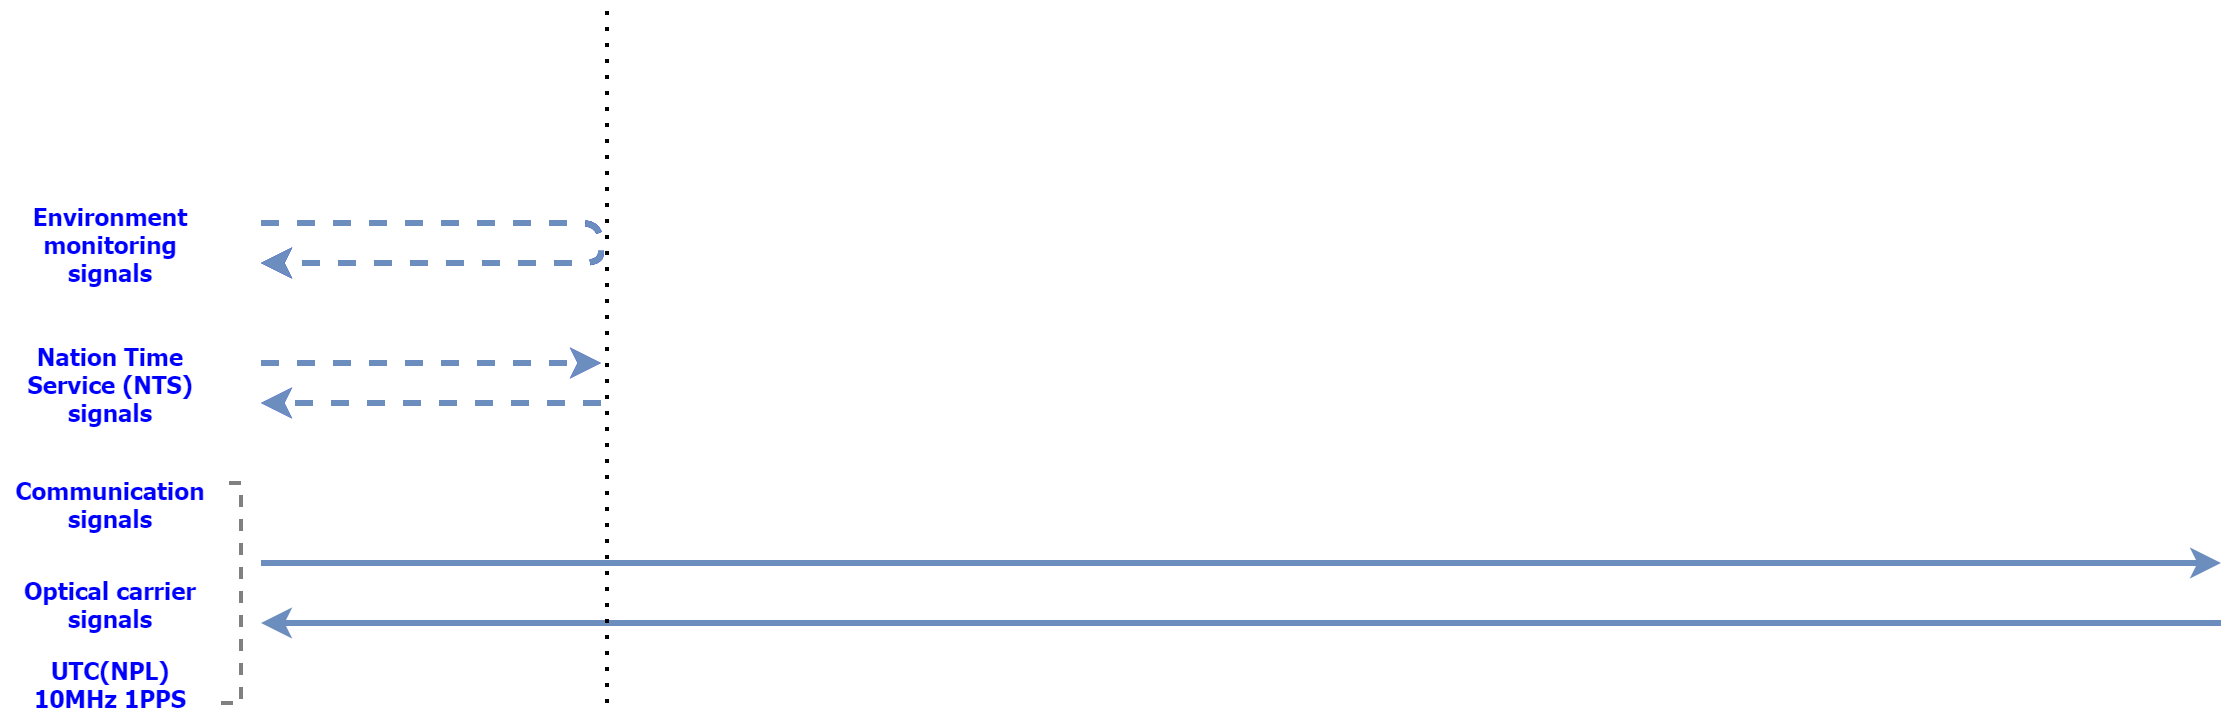 Environment
monitoring
signals
Nation Time
Service (NTS)
signals
Communication
signals
Optical carrier
signals
UTC(NPL)
10MHz 1PPS